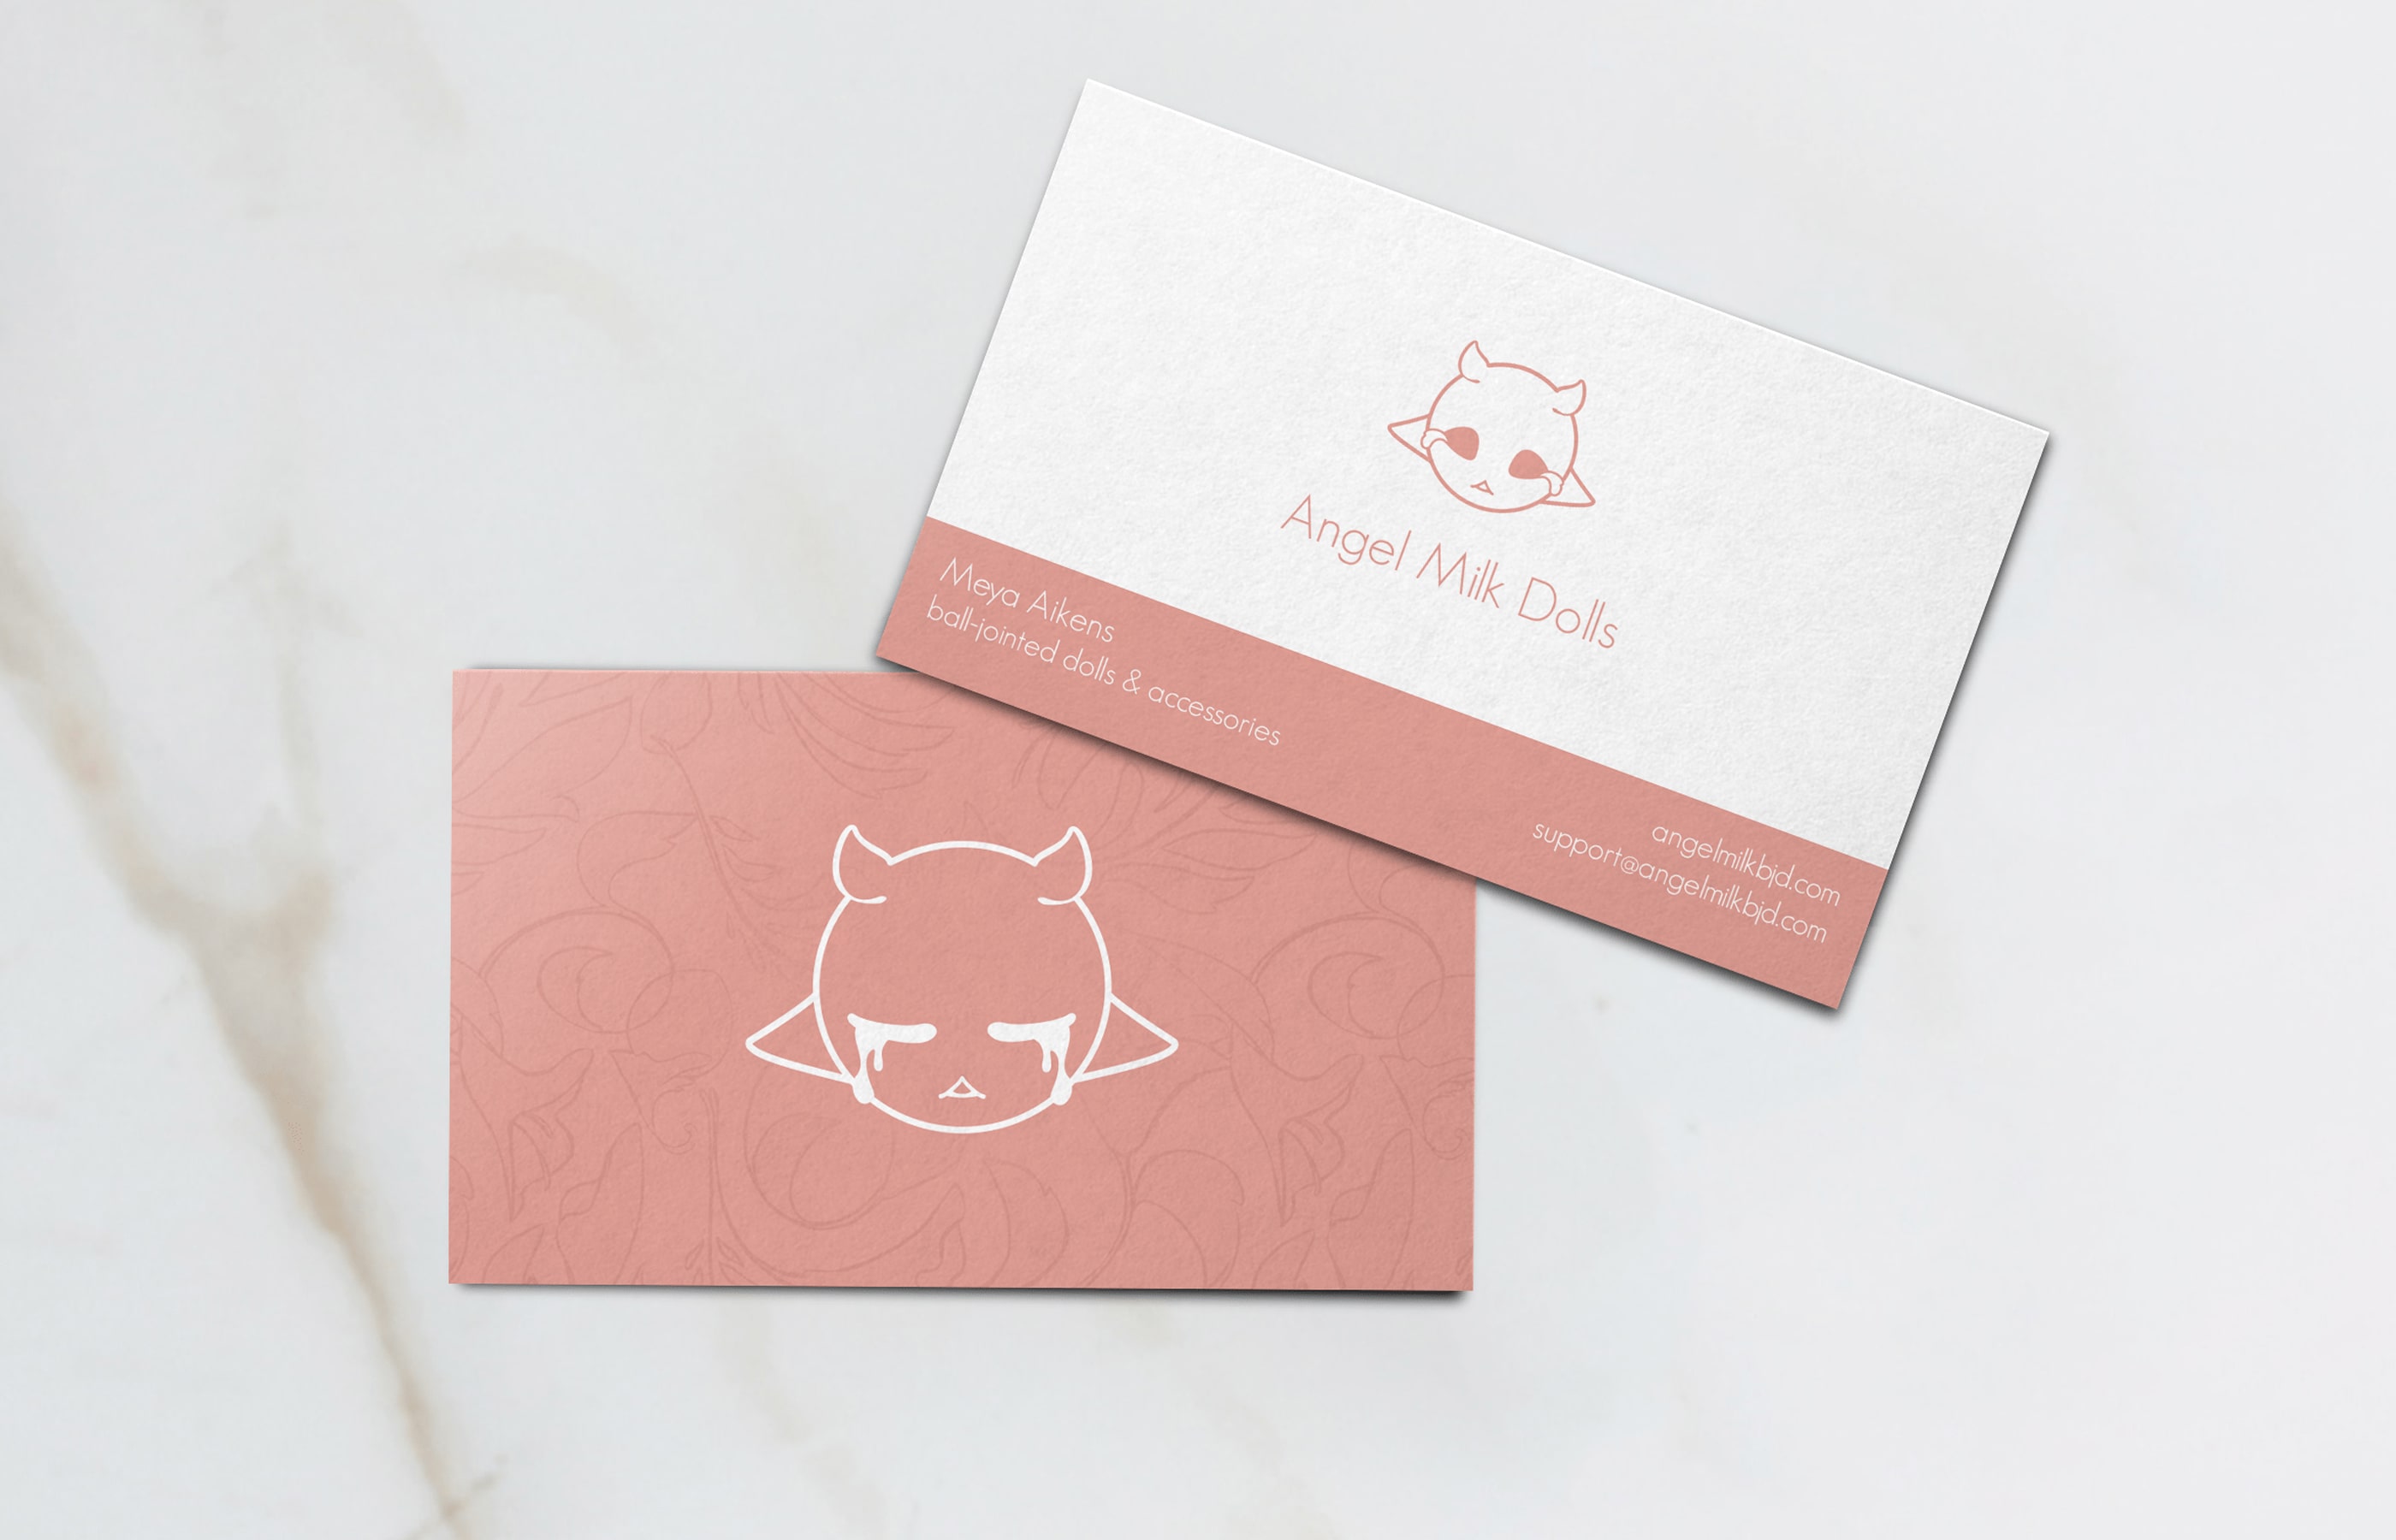 Angel Milk Dolls
Meya Aikens
ball-jointed dolls & accessories
angelmilkbjd.com
support@angelmilkbjd.com